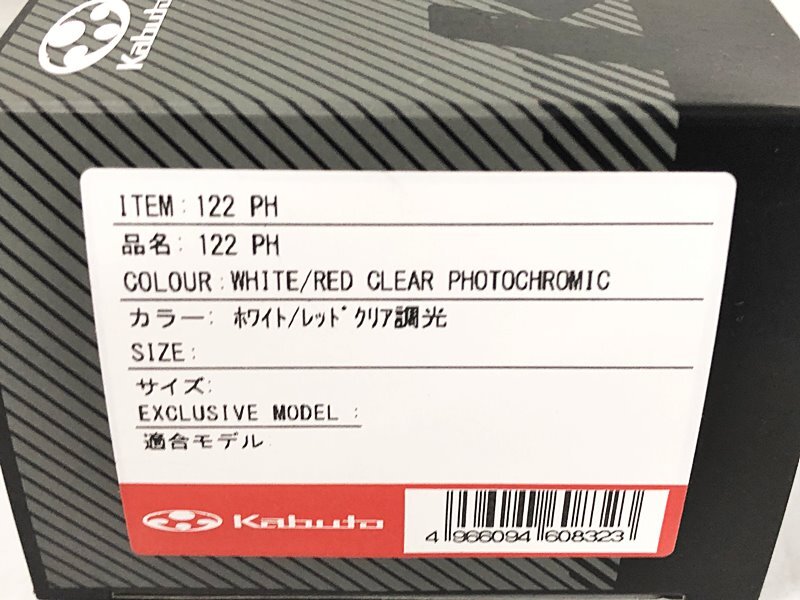 Kabuto
ITEM:122 PH
品名: 122 PH
COLOUR:WHITE/RED CLEAR PHOTOCHROMIC
カラー: ﾎﾜｲﾄ/ﾚｯﾄﾞｸﾘｱ調光
SIZE:
サイズ:
EXCLUSIVE MODEL :
適合モデル
Kabuto
4 966094 608323